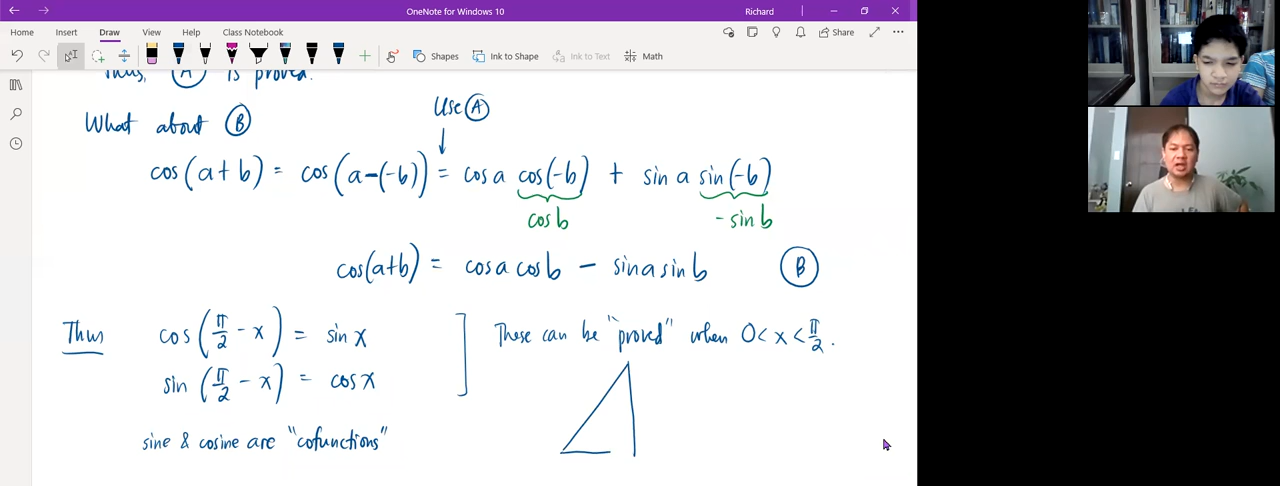 OneNote for Windows 10
Richard
Home Insert Draw View Help Class Notebook
Share
Shapes Ink to Shape Ink to Text Math
Thus, (A) is proved.
What about (B)
Use (A)
cos(a+b) = cos(a-(-b)) = cos a cos(-b) + sin a sin(-b)
cos b
- sin b
cos(a+b) = cos a cos b - sin a sin b (B)
Thus cos(π/2 - x) = sin x
These can be "proved" when 0 < x < π/2.
sin(π/2 - x) = cos x
sine & cosine are "cofunctions"